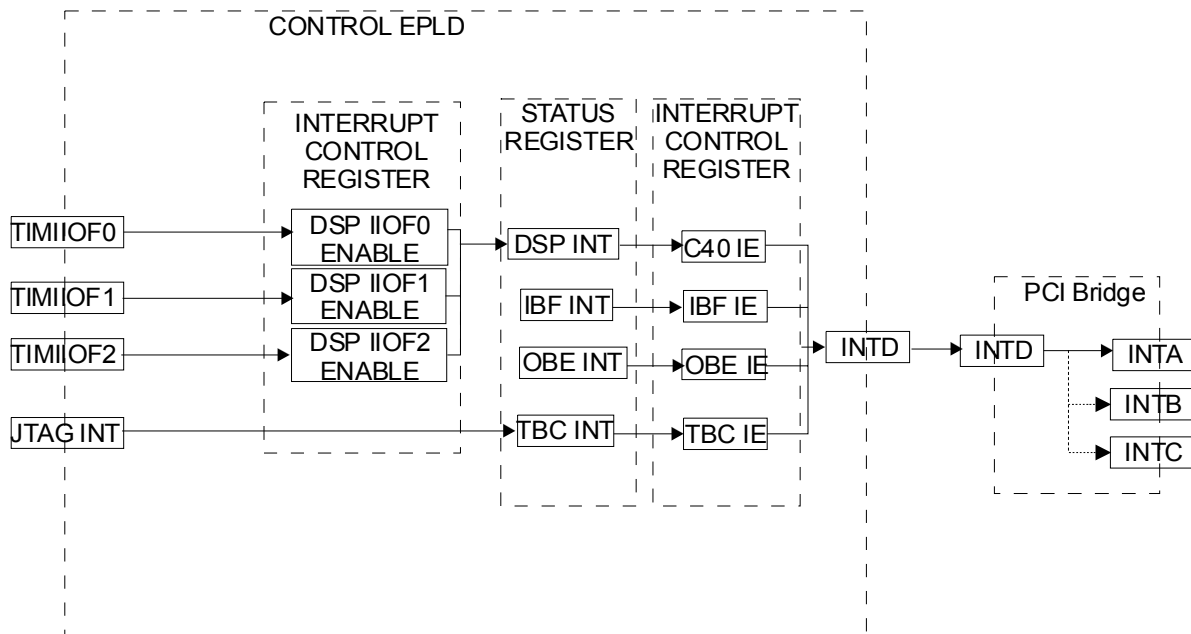 CONTROL EPLD
INTERRUPT
CONTROL
REGISTER
STATUS
REGISTER
INTERRUPT
CONTROL
REGISTER
TIMIIOF0
DSP IIOF0
ENABLE
DSP INT
C40 IE
TIMIIOF1
DSP IIOF1
ENABLE
IBF INT
IBF IE
TIMIIOF2
DSP IIOF2
ENABLE
OBE INT
OBE IE
JTAG INT
TBC INT
TBC IE
INTD
PCI Bridge
INTD
INTA
INTB
INTC